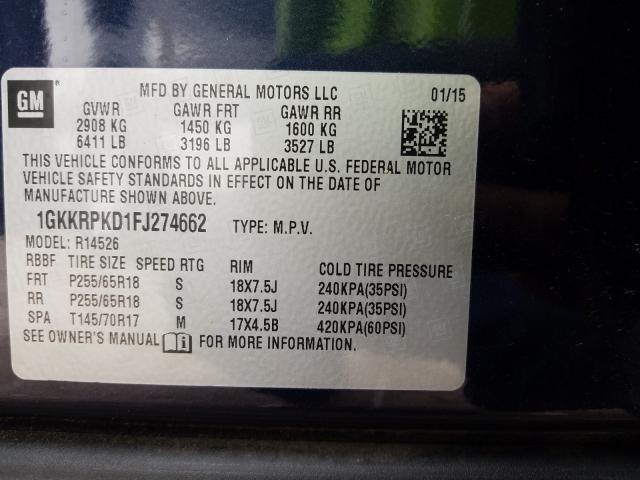 GM
MFD BY GENERAL MOTORS LLC 01/15
GVWR GAWR FRT GAWR RR
2908 KG 1450 KG 1600 KG
6411 LB 3196 LB 3527 LB
THIS VEHICLE CONFORMS TO ALL APPLICABLE U.S. FEDERAL MOTOR
VEHICLE SAFETY STANDARDS IN EFFECT ON THE DATE OF
MANUFACTURE SHOWN ABOVE.
1GKKRPKD1FJ274662 TYPE: M.P.V.
MODEL: R14526
RBBF TIRE SIZE SPEED RTG RIM COLD TIRE PRESSURE
FRT P255/65R18 S 18X7.5J 240KPA(35PSI)
RR P255/65R18 S 18X7.5J 240KPA(35PSI)
SPA T145/70R17 M 17X4.5B 420KPA(60PSI)
SEE OWNER'S MANUAL FOR MORE INFORMATION.